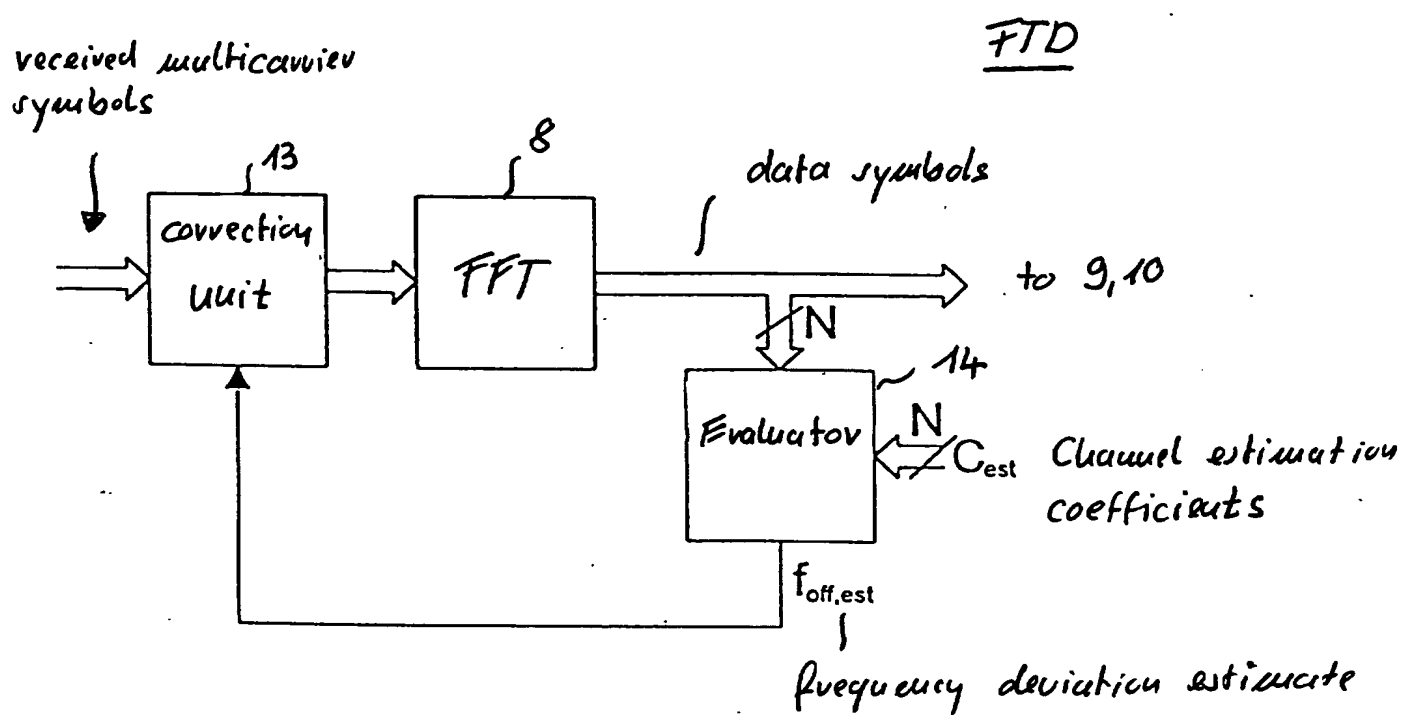 FTD
received multicarrier
symbols
13
correction
unit
8
FFT
data symbols
to 9,10
N
14
Evaluator
N
Cest Channel estimation
coefficients
foff,est
frequency deviation estimate